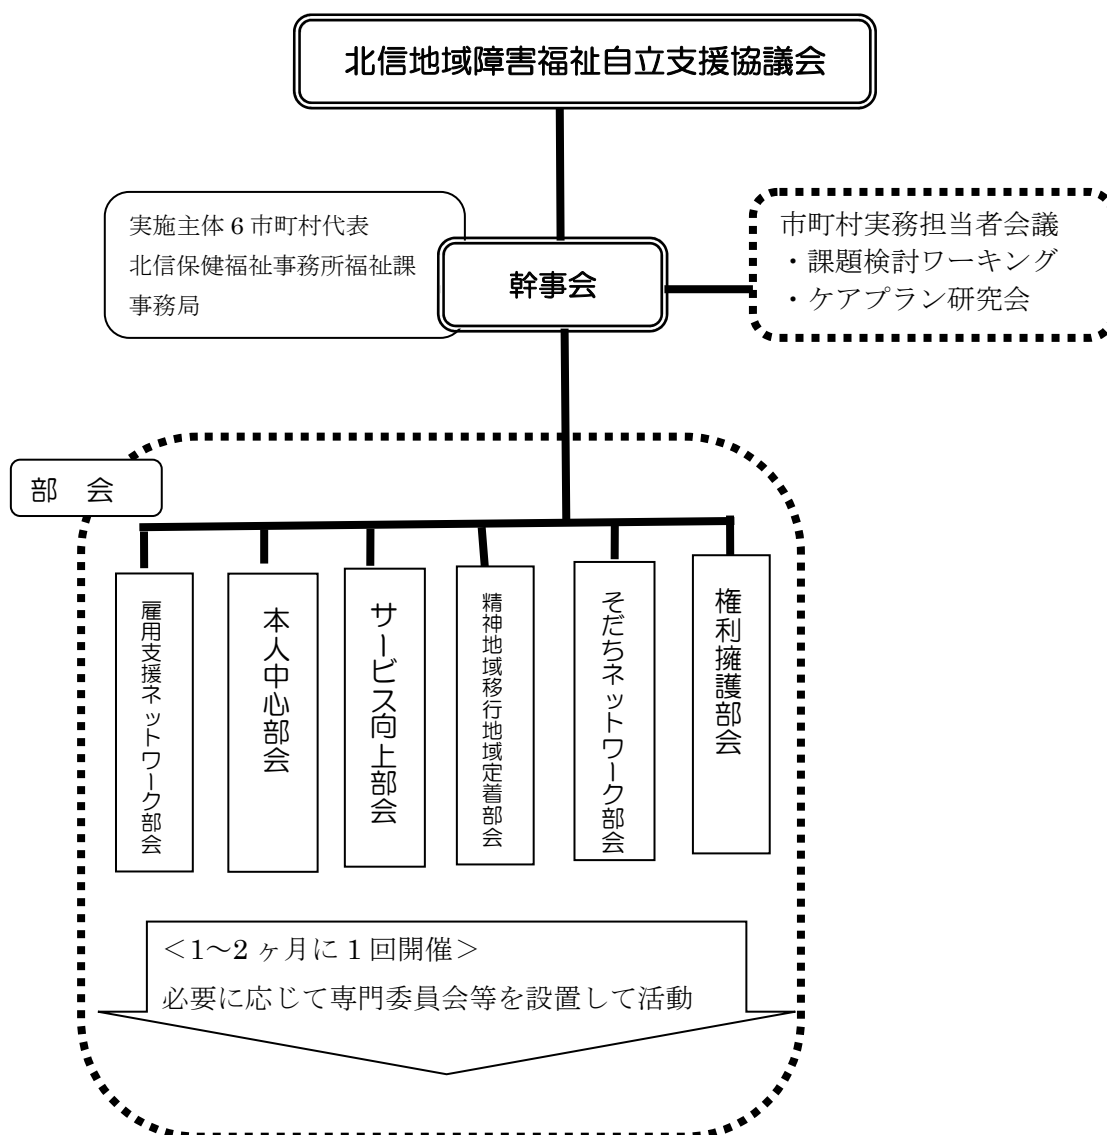 北信地域障害福祉自立支援協議会
実施主体6市町村代表
北信保健福祉事務所福祉課
事務局
幹事会
市町村実務担当者会議
・課題検討ワーキング
・ケアプラン研究会
部　会
雇用支援ネットワーク部会
本人中心部会
サービス向上部会
精神地域移行地域定着部会
そだちネットワーク部会
権利擁護部会
＜1～2ヶ月に1回開催＞
必要に応じて専門委員会等を設置して活動